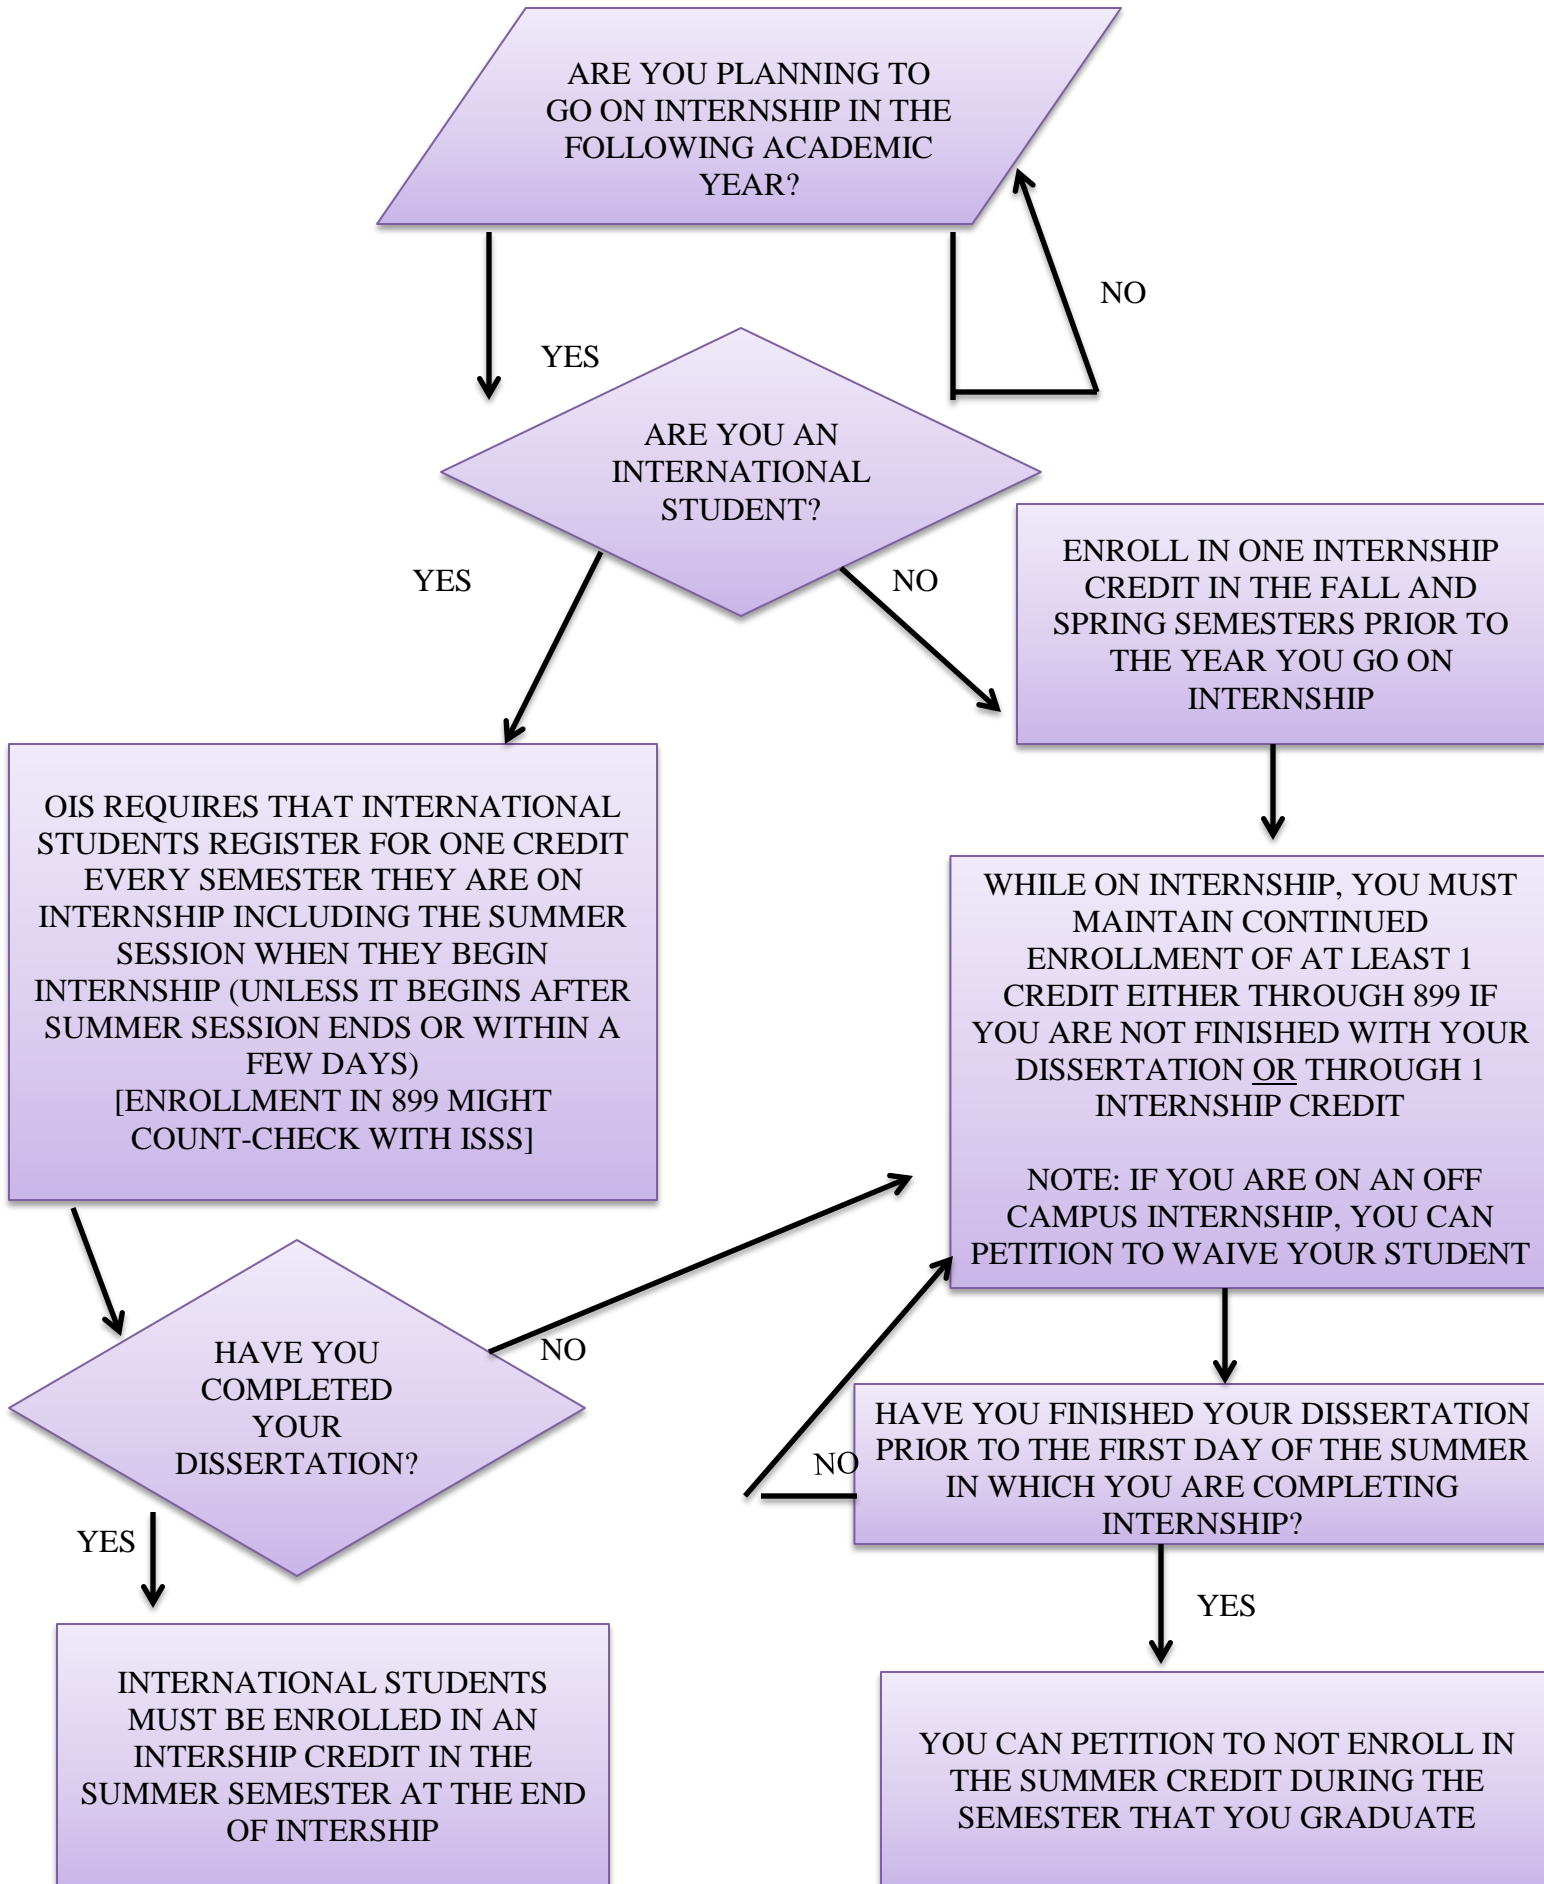 ARE YOU PLANNING TO
GO ON INTERNSHIP IN THE
FOLLOWING ACADEMIC
YEAR?
NO
YES
ARE YOU AN
INTERNATIONAL
STUDENT?
YES
NO
ENROLL IN ONE INTERNSHIP
CREDIT IN THE FALL AND
SPRING SEMESTERS PRIOR TO
THE YEAR YOU GO ON
INTERNSHIP
OIS REQUIRES THAT INTERNATIONAL
STUDENTS REGISTER FOR ONE CREDIT
EVERY SEMESTER THEY ARE ON
INTERNSHIP INCLUDING THE SUMMER
SESSION WHEN THEY BEGIN
INTERNSHIP (UNLESS IT BEGINS AFTER
SUMMER SESSION ENDS OR WITHIN A
FEW DAYS)
[ENROLLMENT IN 899 MIGHT
COUNT-CHECK WITH ISSS]
WHILE ON INTERNSHIP, YOU MUST
MAINTAIN CONTINUED
ENROLLMENT OF AT LEAST 1
CREDIT EITHER THROUGH 899 IF
YOU ARE NOT FINISHED WITH YOUR
DISSERTATION OR THROUGH 1
INTERNSHIP CREDIT
NOTE: IF YOU ARE ON AN OFF
CAMPUS INTERNSHIP, YOU CAN
PETITION TO WAIVE YOUR STUDENT
HAVE YOU
COMPLETED
YOUR
DISSERTATION?
NO
HAVE YOU FINISHED YOUR DISSERTATION
PRIOR TO THE FIRST DAY OF THE SUMMER
IN WHICH YOU ARE COMPLETING
INTERNSHIP?
NO
YES
YES
INTERNATIONAL STUDENTS
MUST BE ENROLLED IN AN
INTERSHIP CREDIT IN THE
SUMMER SEMESTER AT THE END
OF INTERSHIP
YOU CAN PETITION TO NOT ENROLL IN
THE SUMMER CREDIT DURING THE
SEMESTER THAT YOU GRADUATE